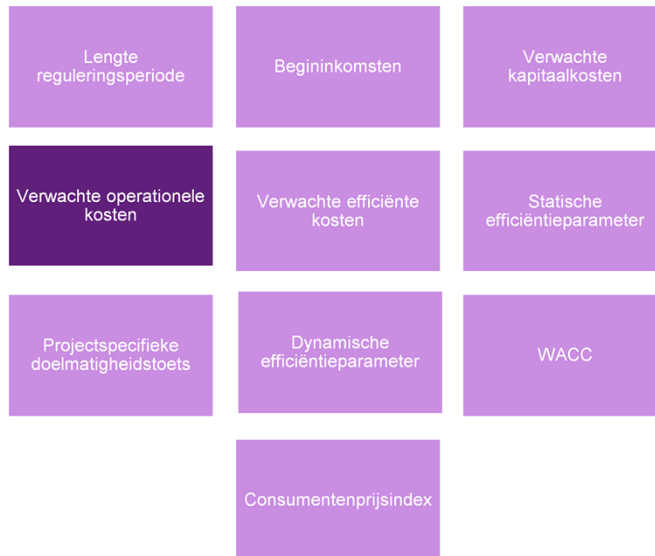 Lengte
reguleringsperiode
Begininkomsten
Verwachte
kapitaalkosten
Verwachte operationele
kosten
Verwachte efficiënte
kosten
Statische
efficiëntieparameter
Projectspecifieke
doelmatigheidstoets
Dynamische
efficiëntieparameter
WACC
Consumentenprijsindex